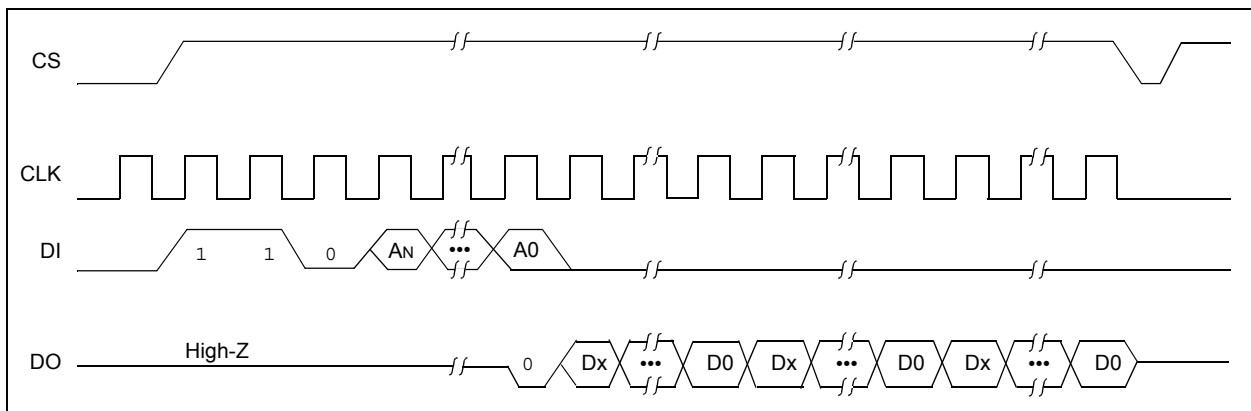 CS
CLK
DI 1 1 0 AN ••• A0
High-Z
DO 0 Dx ••• D0 Dx ••• D0 Dx ••• D0